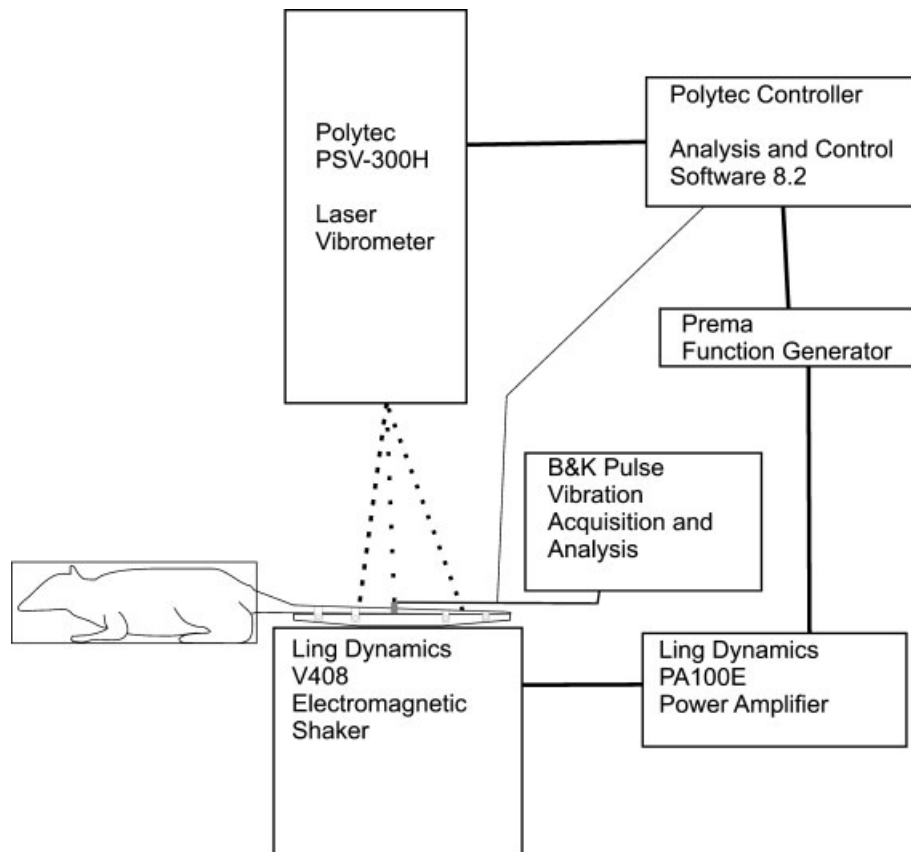 Polytec
PSV-300H
Laser
Vibrometer
Polytec Controller
Analysis and Control
Software 8.2
Prema
Function Generator
B&K Pulse
Vibration
Acquisition and
Analysis
Ling Dynamics
V408
Electromagnetic
Shaker
Ling Dynamics
PA100E
Power Amplifier